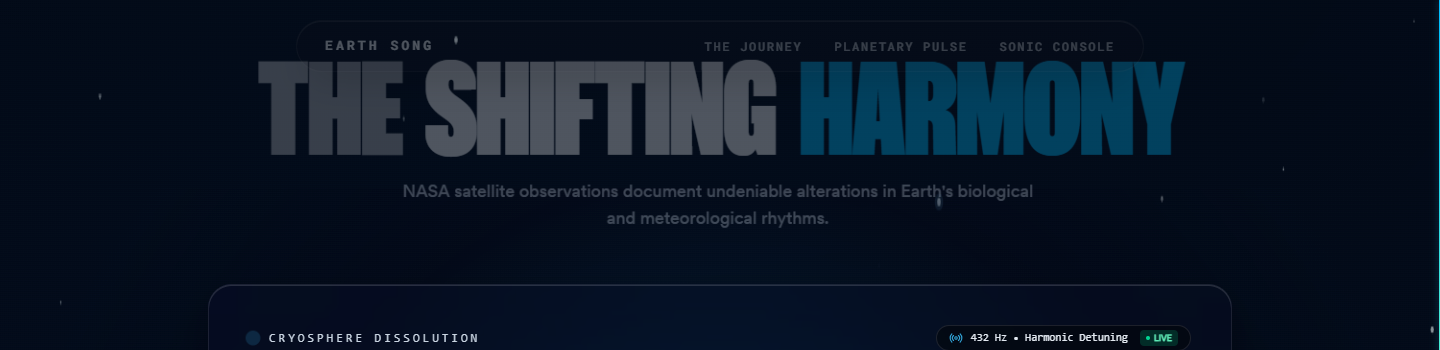 EARTH SONG THE JOURNEY PLANETARY PULSE SONIC CONSOLE
THE SHIFTING HARMONY
NASA satellite observations document undeniable alterations in Earth's biological
and meteorological rhythms.
CRYOSPHERE DISSOLUTION 432 Hz • Harmonic Detuning • LIVE